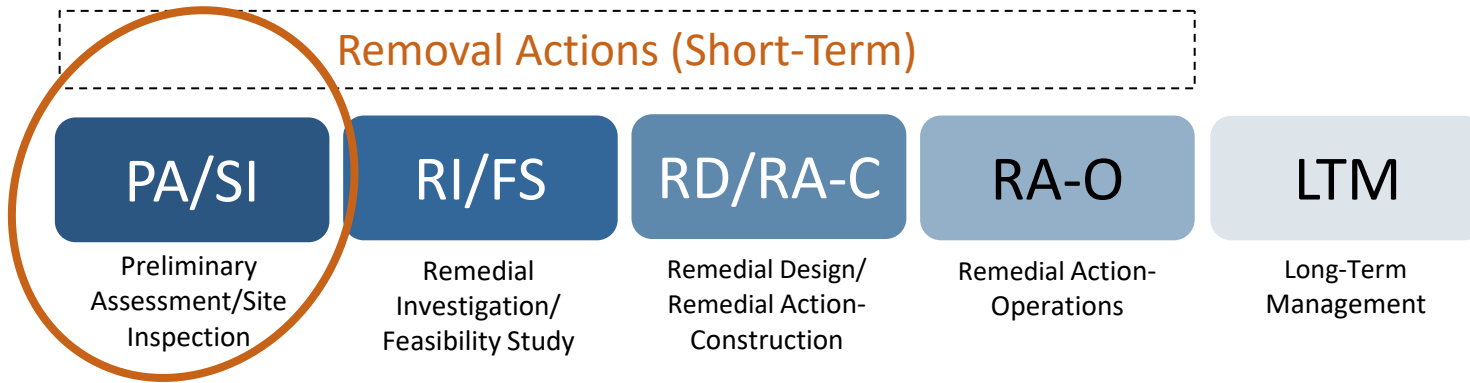 Removal Actions (Short-Term)
PA/SI
RI/FS
RD/RA-C
RA-O
LTM
Preliminary
Assessment/Site
Inspection
Remedial
Investigation/
Feasibility Study
Remedial Design/
Remedial Action-
Construction
Remedial Action-
Operations
Long-Term
Management